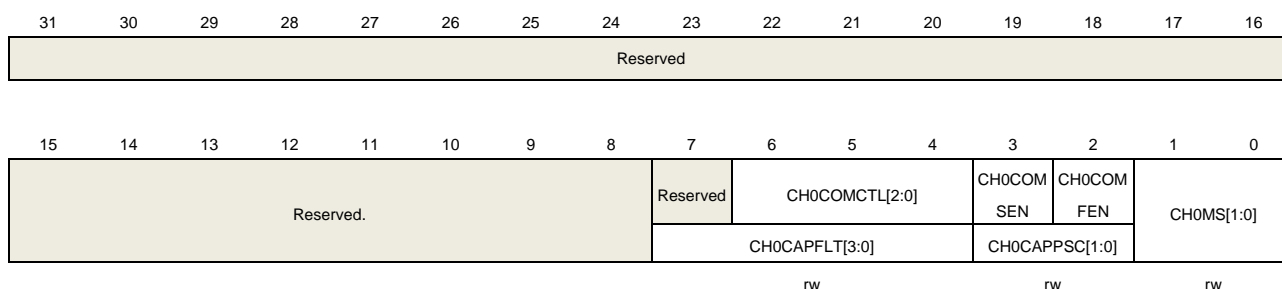 31 30 29 28 27 26 25 24 23 22 21 20 19 18 17 16
Reserved
15 14 13 12 11 10 9 8 7 6 5 4 3 2 1 0
Reserved.
Reserved
CH0COMCTL[2:0]
CH0COM
SEN
CH0COM
FEN
CH0MS[1:0]
CH0CAPFLT[3:0]
CH0CAPPSC[1:0]
rw rw rw